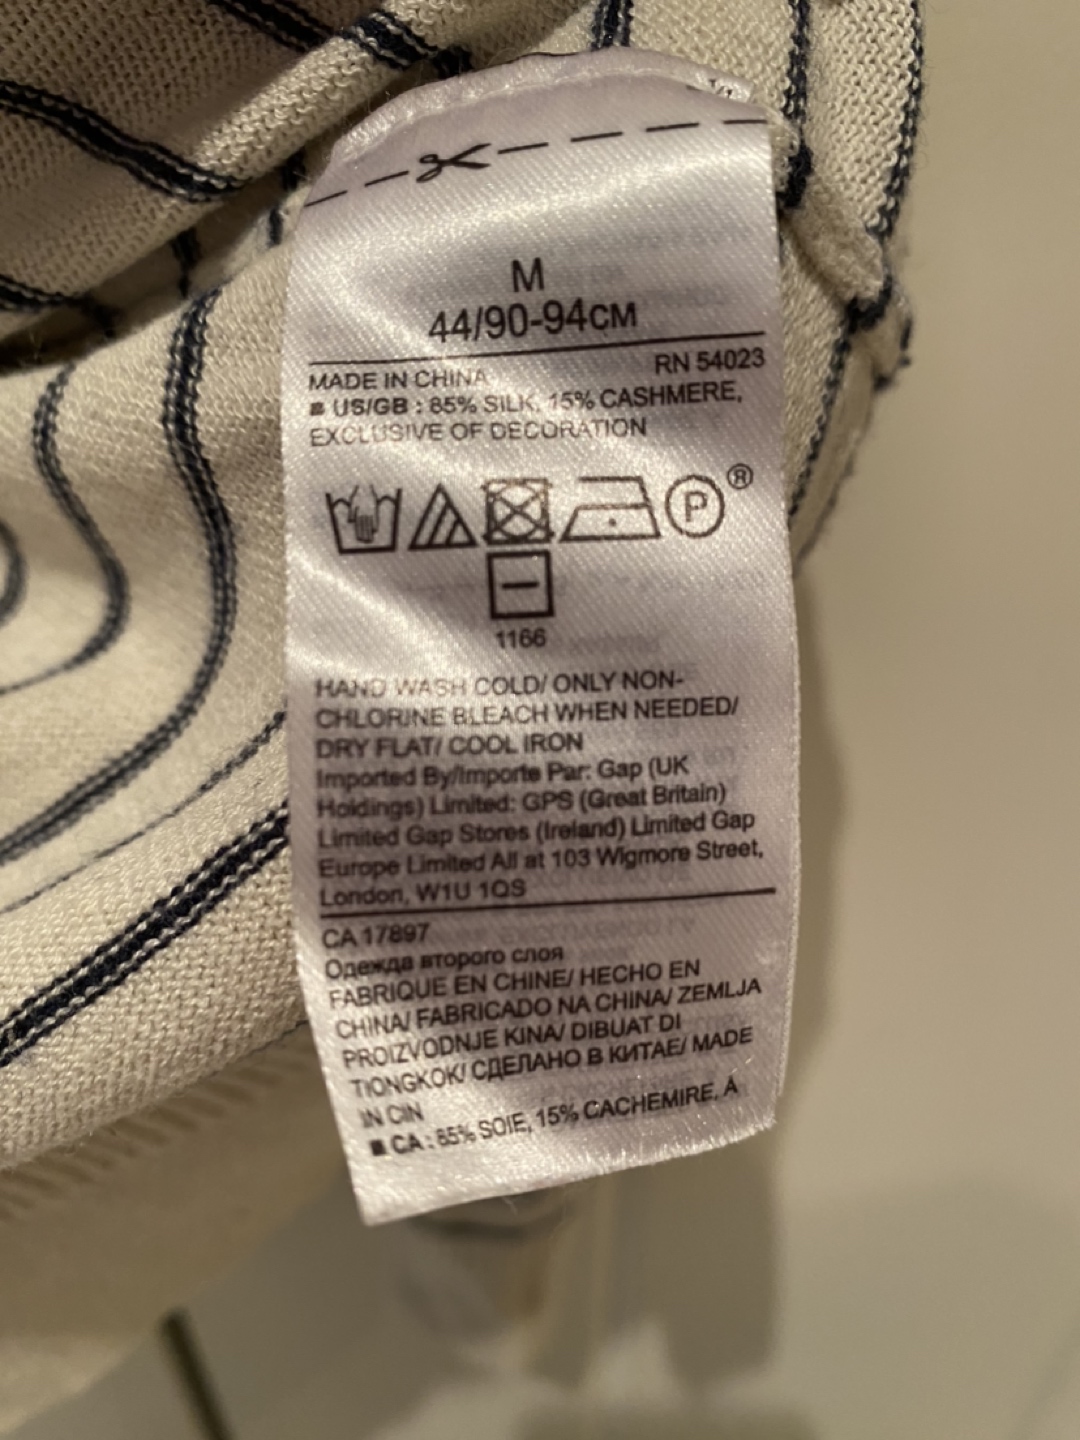 M
44/90-94CM
RN 54023
MADE IN CHINA
■ US/GB : 85% SILK, 15% CASHMERE,
EXCLUSIVE OF DECORATION
P ®
1166
HAND WASH COLD/ ONLY NON-
CHLORINE BLEACH WHEN NEEDED/
DRY FLAT/ COOL IRON
Imported By/Importe Par: Gap (UK
Holdings) Limited: GPS (Great Britain)
Limited Gap Stores (Ireland) Limited Gap
Europe Limited All at 103 Wigmore Street,
London, W1U 1QS
CA 17897
Одежда второго слоя
FABRIQUE EN CHINE/ HECHO EN
CHINA/ FABRICADO NA CHINA/ ZEMLJA
PROIZVODNJE KINA/ DIBUAT DI
TIONGKOK/ СДЕЛАНО В КИТАЕ/ MADE
IN CIN
■ CA : 85% SOIE, 15% CACHEMIRE, À